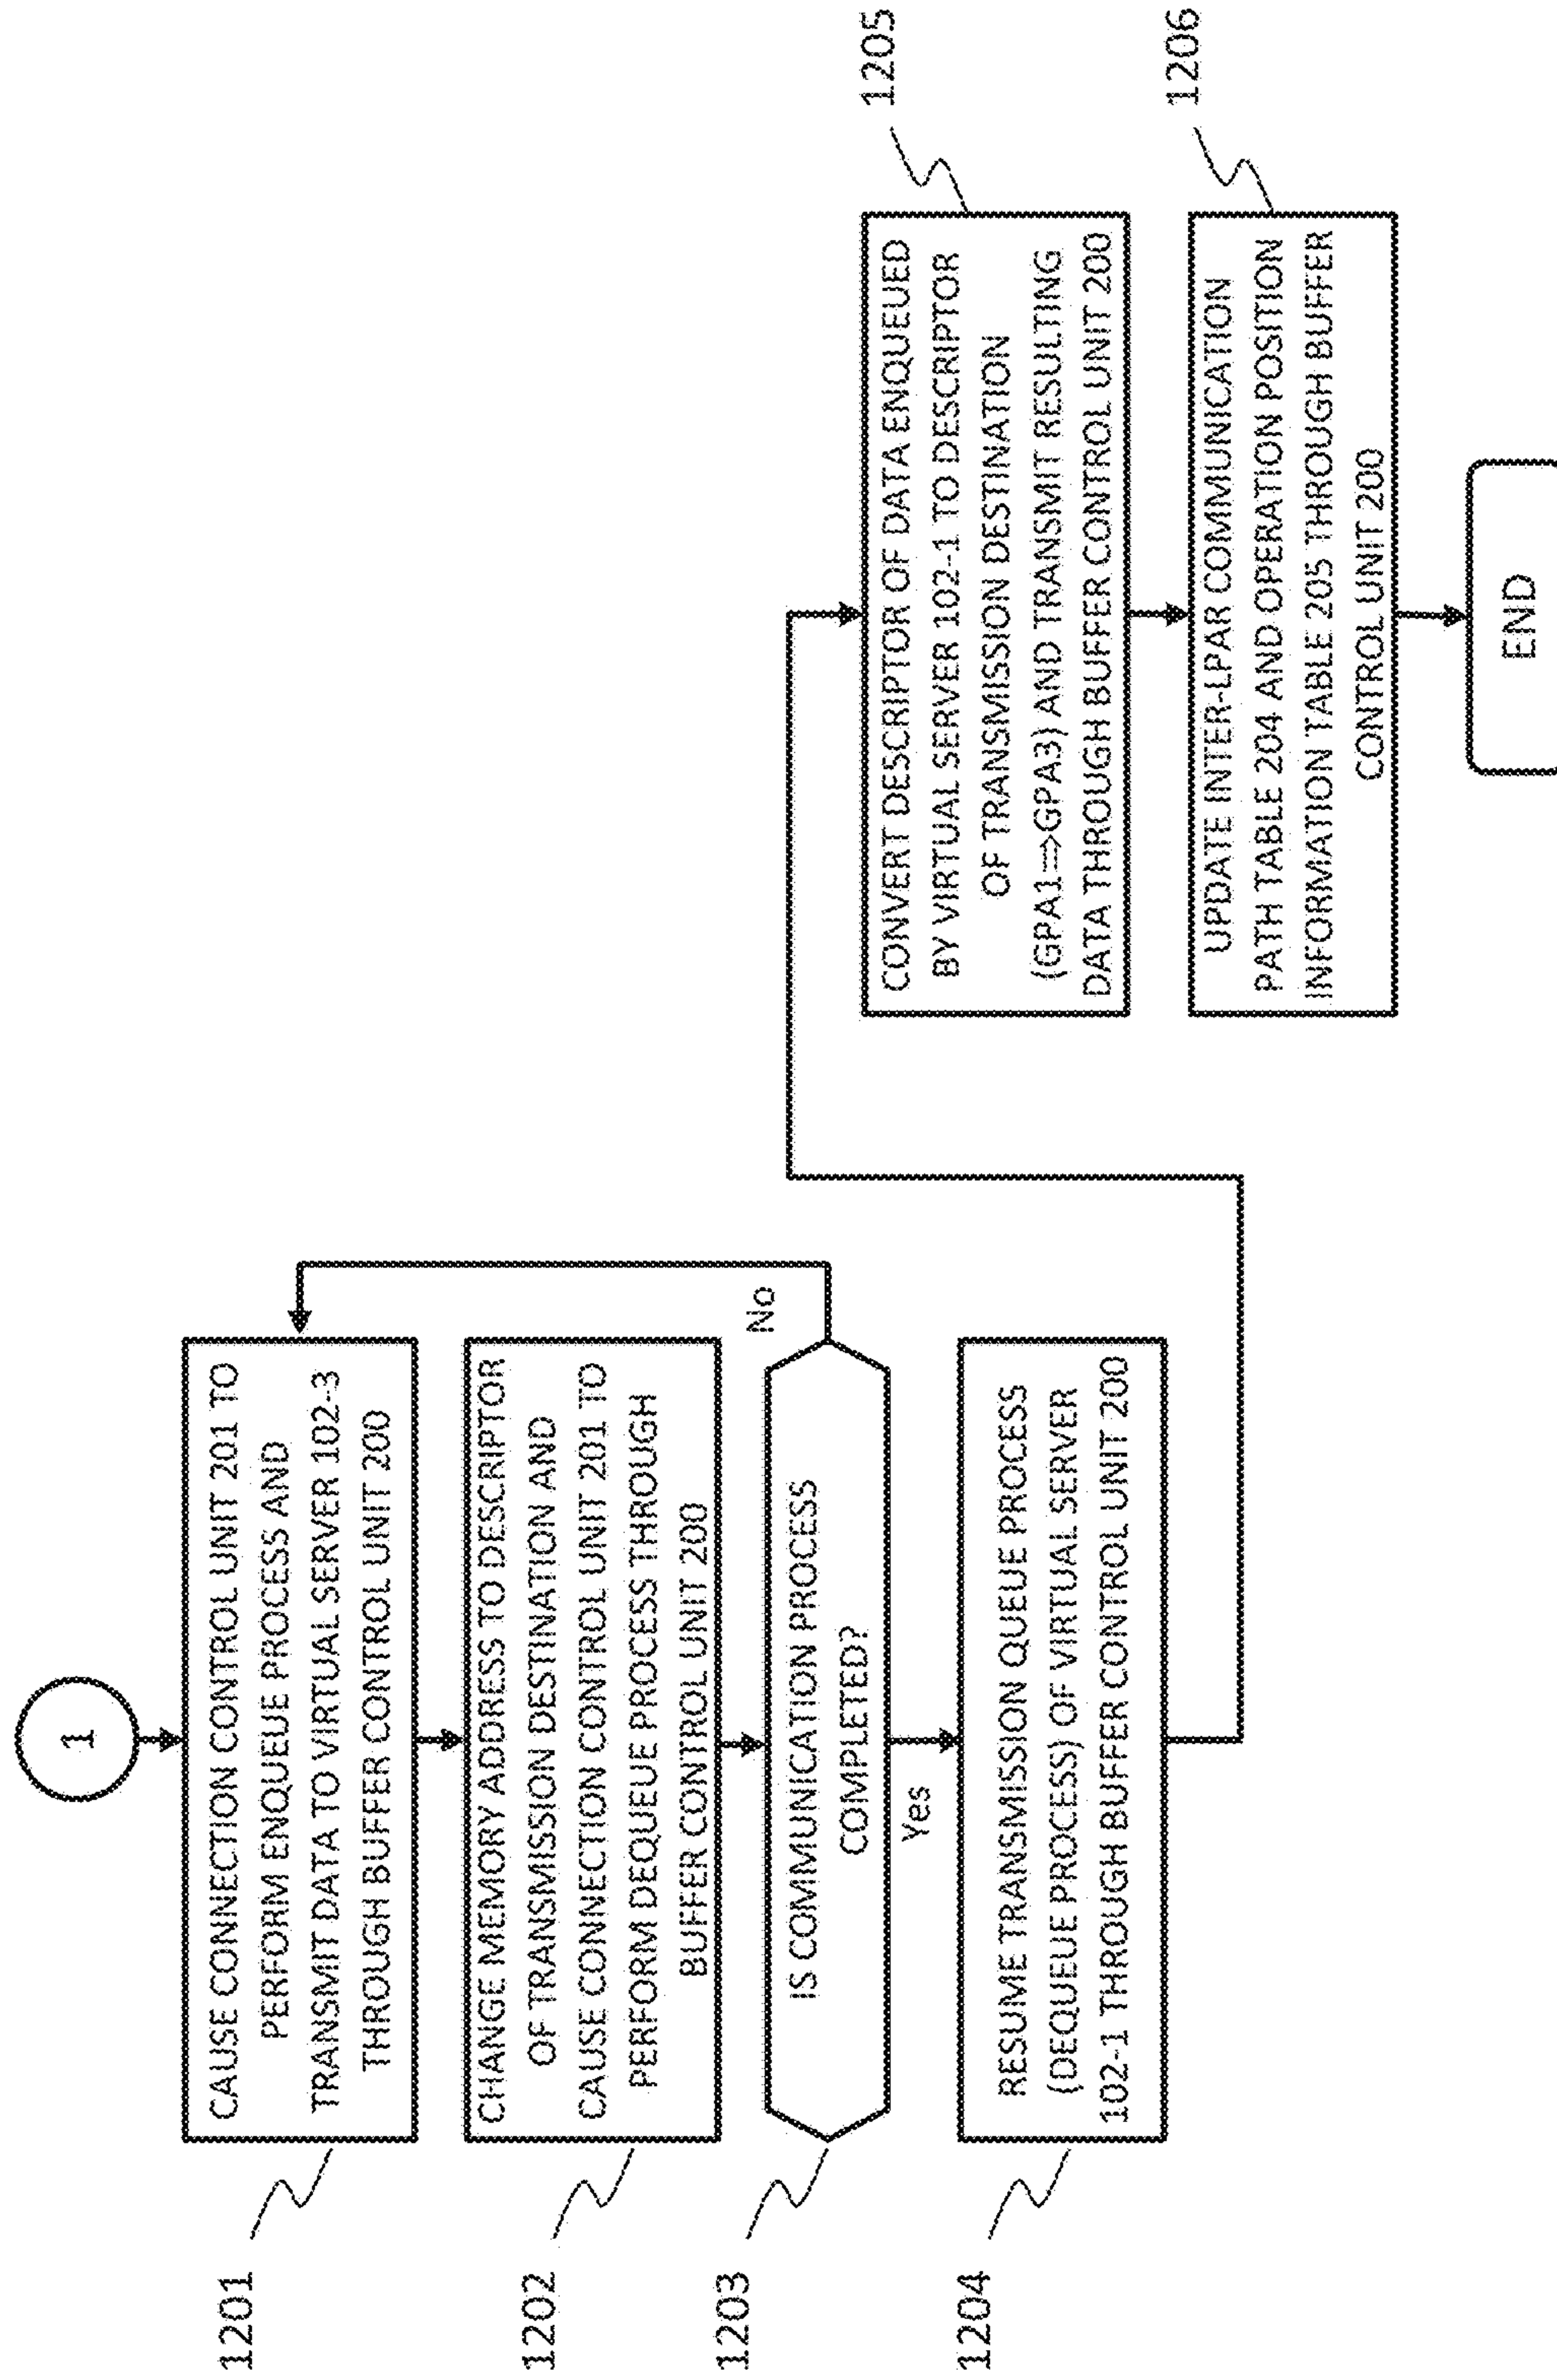 1
1201
CAUSE CONNECTION CONTROL UNIT 201 TO
PERFORM ENQUEUE PROCESS AND
TRANSMIT DATA TO VIRTUAL SERVER 102-3
THROUGH BUFFER CONTROL UNIT 200
1202
CHANGE MEMORY ADDRESS TO DESCRIPTOR
OF TRANSMISSION DESTINATION AND
CAUSE CONNECTION CONTROL UNIT 201 TO
PERFORM DEQUEUE PROCESS THROUGH
BUFFER CONTROL UNIT 200
1203
IS COMMUNICATION PROCESS
COMPLETED?
No
Yes
1204
RESUME TRANSMISSION QUEUE PROCESS
(DEQUEUE PROCESS) OF VIRTUAL SERVER
102-1 THROUGH BUFFER CONTROL UNIT 200
1205
CONVERT DESCRIPTOR OF DATA ENQUEUED
BY VIRTUAL SERVER 102-1 TO DESCRIPTOR
OF TRANSMISSION DESTINATION
(GPA1=>GPA3) AND TRANSMIT RESULTING
DATA THROUGH BUFFER CONTROL UNIT 200
1206
UPDATE INTER-LPAR COMMUNICATION
PATH TABLE 204 AND OPERATION POSITION
INFORMATION TABLE 205 THROUGH BUFFER
CONTROL UNIT 200
END